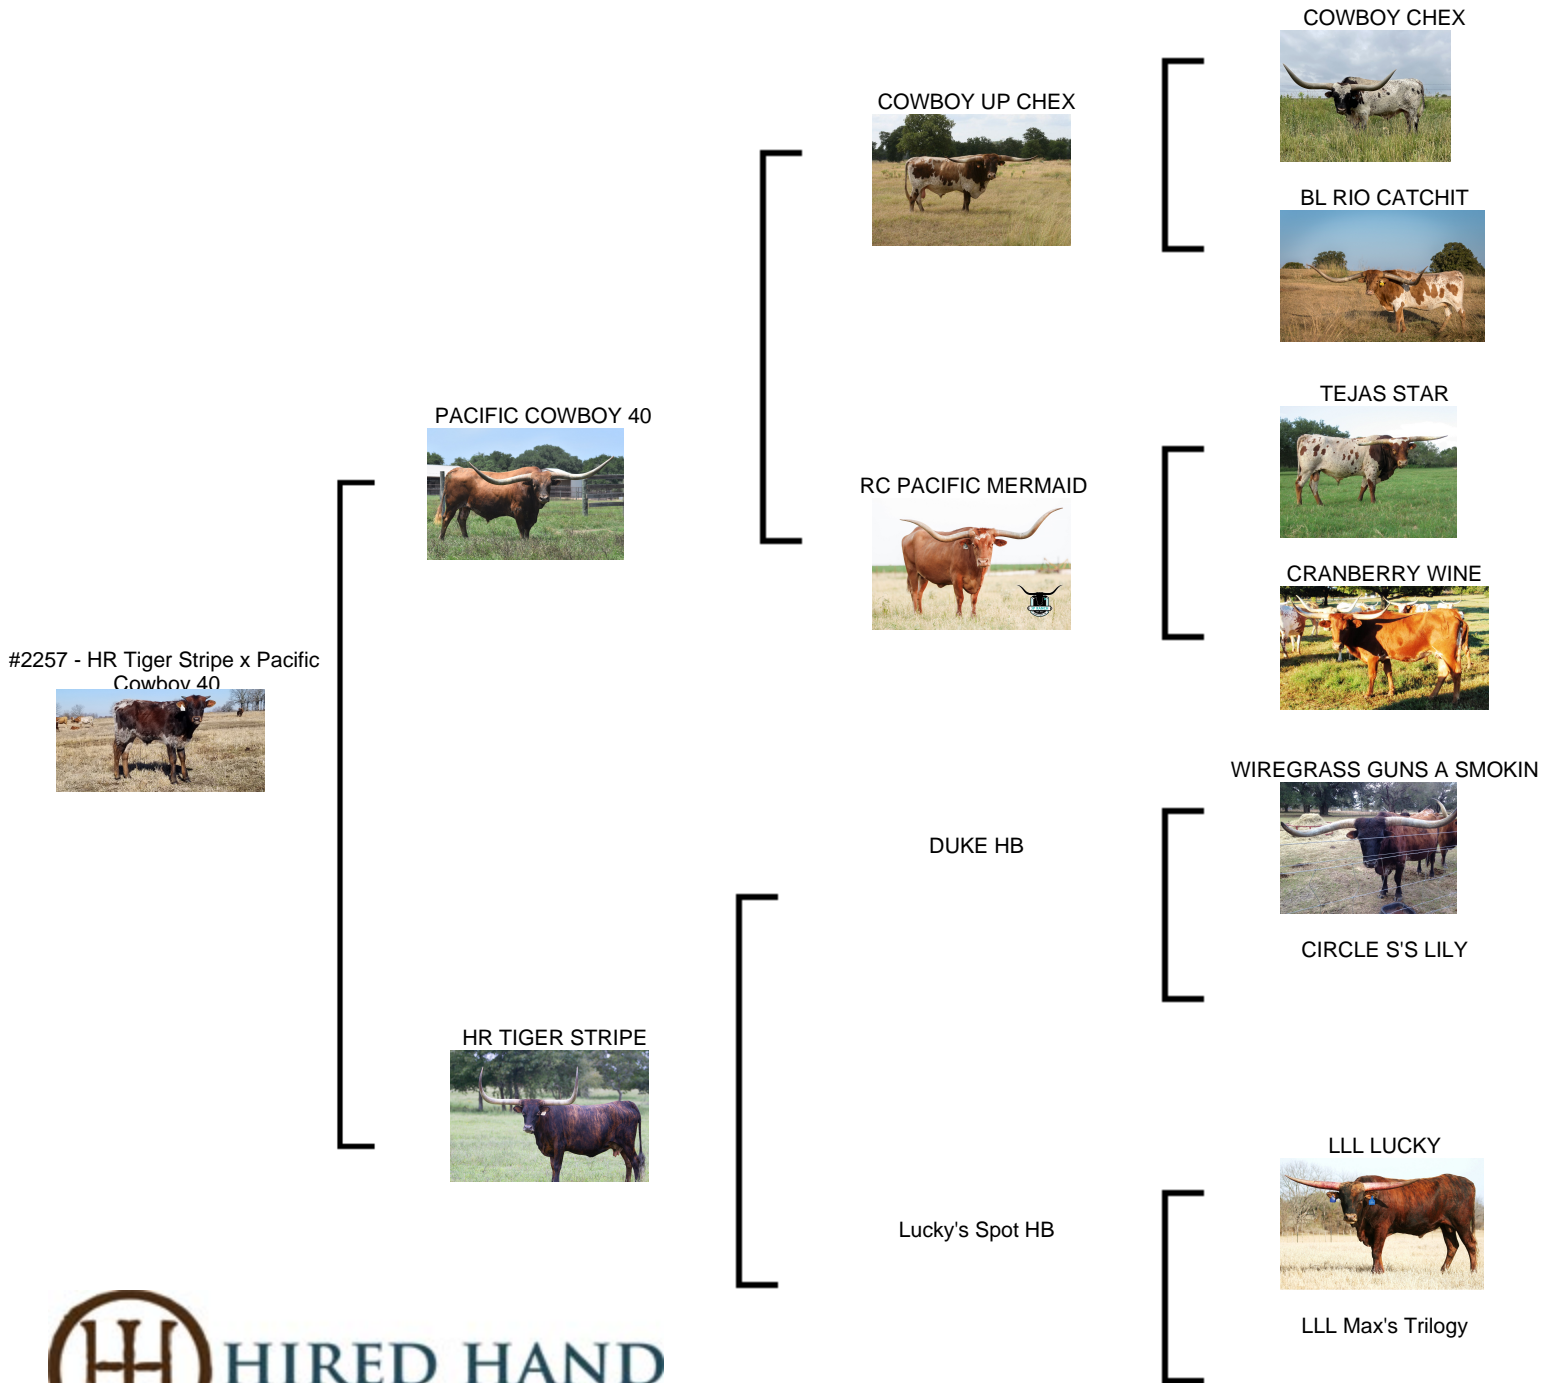 COWBOY CHEX
COWBOY UP CHEX
BL RIO CATCHIT
TEJAS STAR
PACIFIC COWBOY 40
RC PACIFIC MERMAID
CRANBERRY WINE
#2257 - HR Tiger Stripe x Pacific
Cowboy 40
WIREGRASS GUNS A SMOKIN
DUKE HB
CIRCLE S'S LILY
HR TIGER STRIPE
LLL LUCKY
Lucky's Spot HB
LLL Max's Trilogy
HIRED HAND